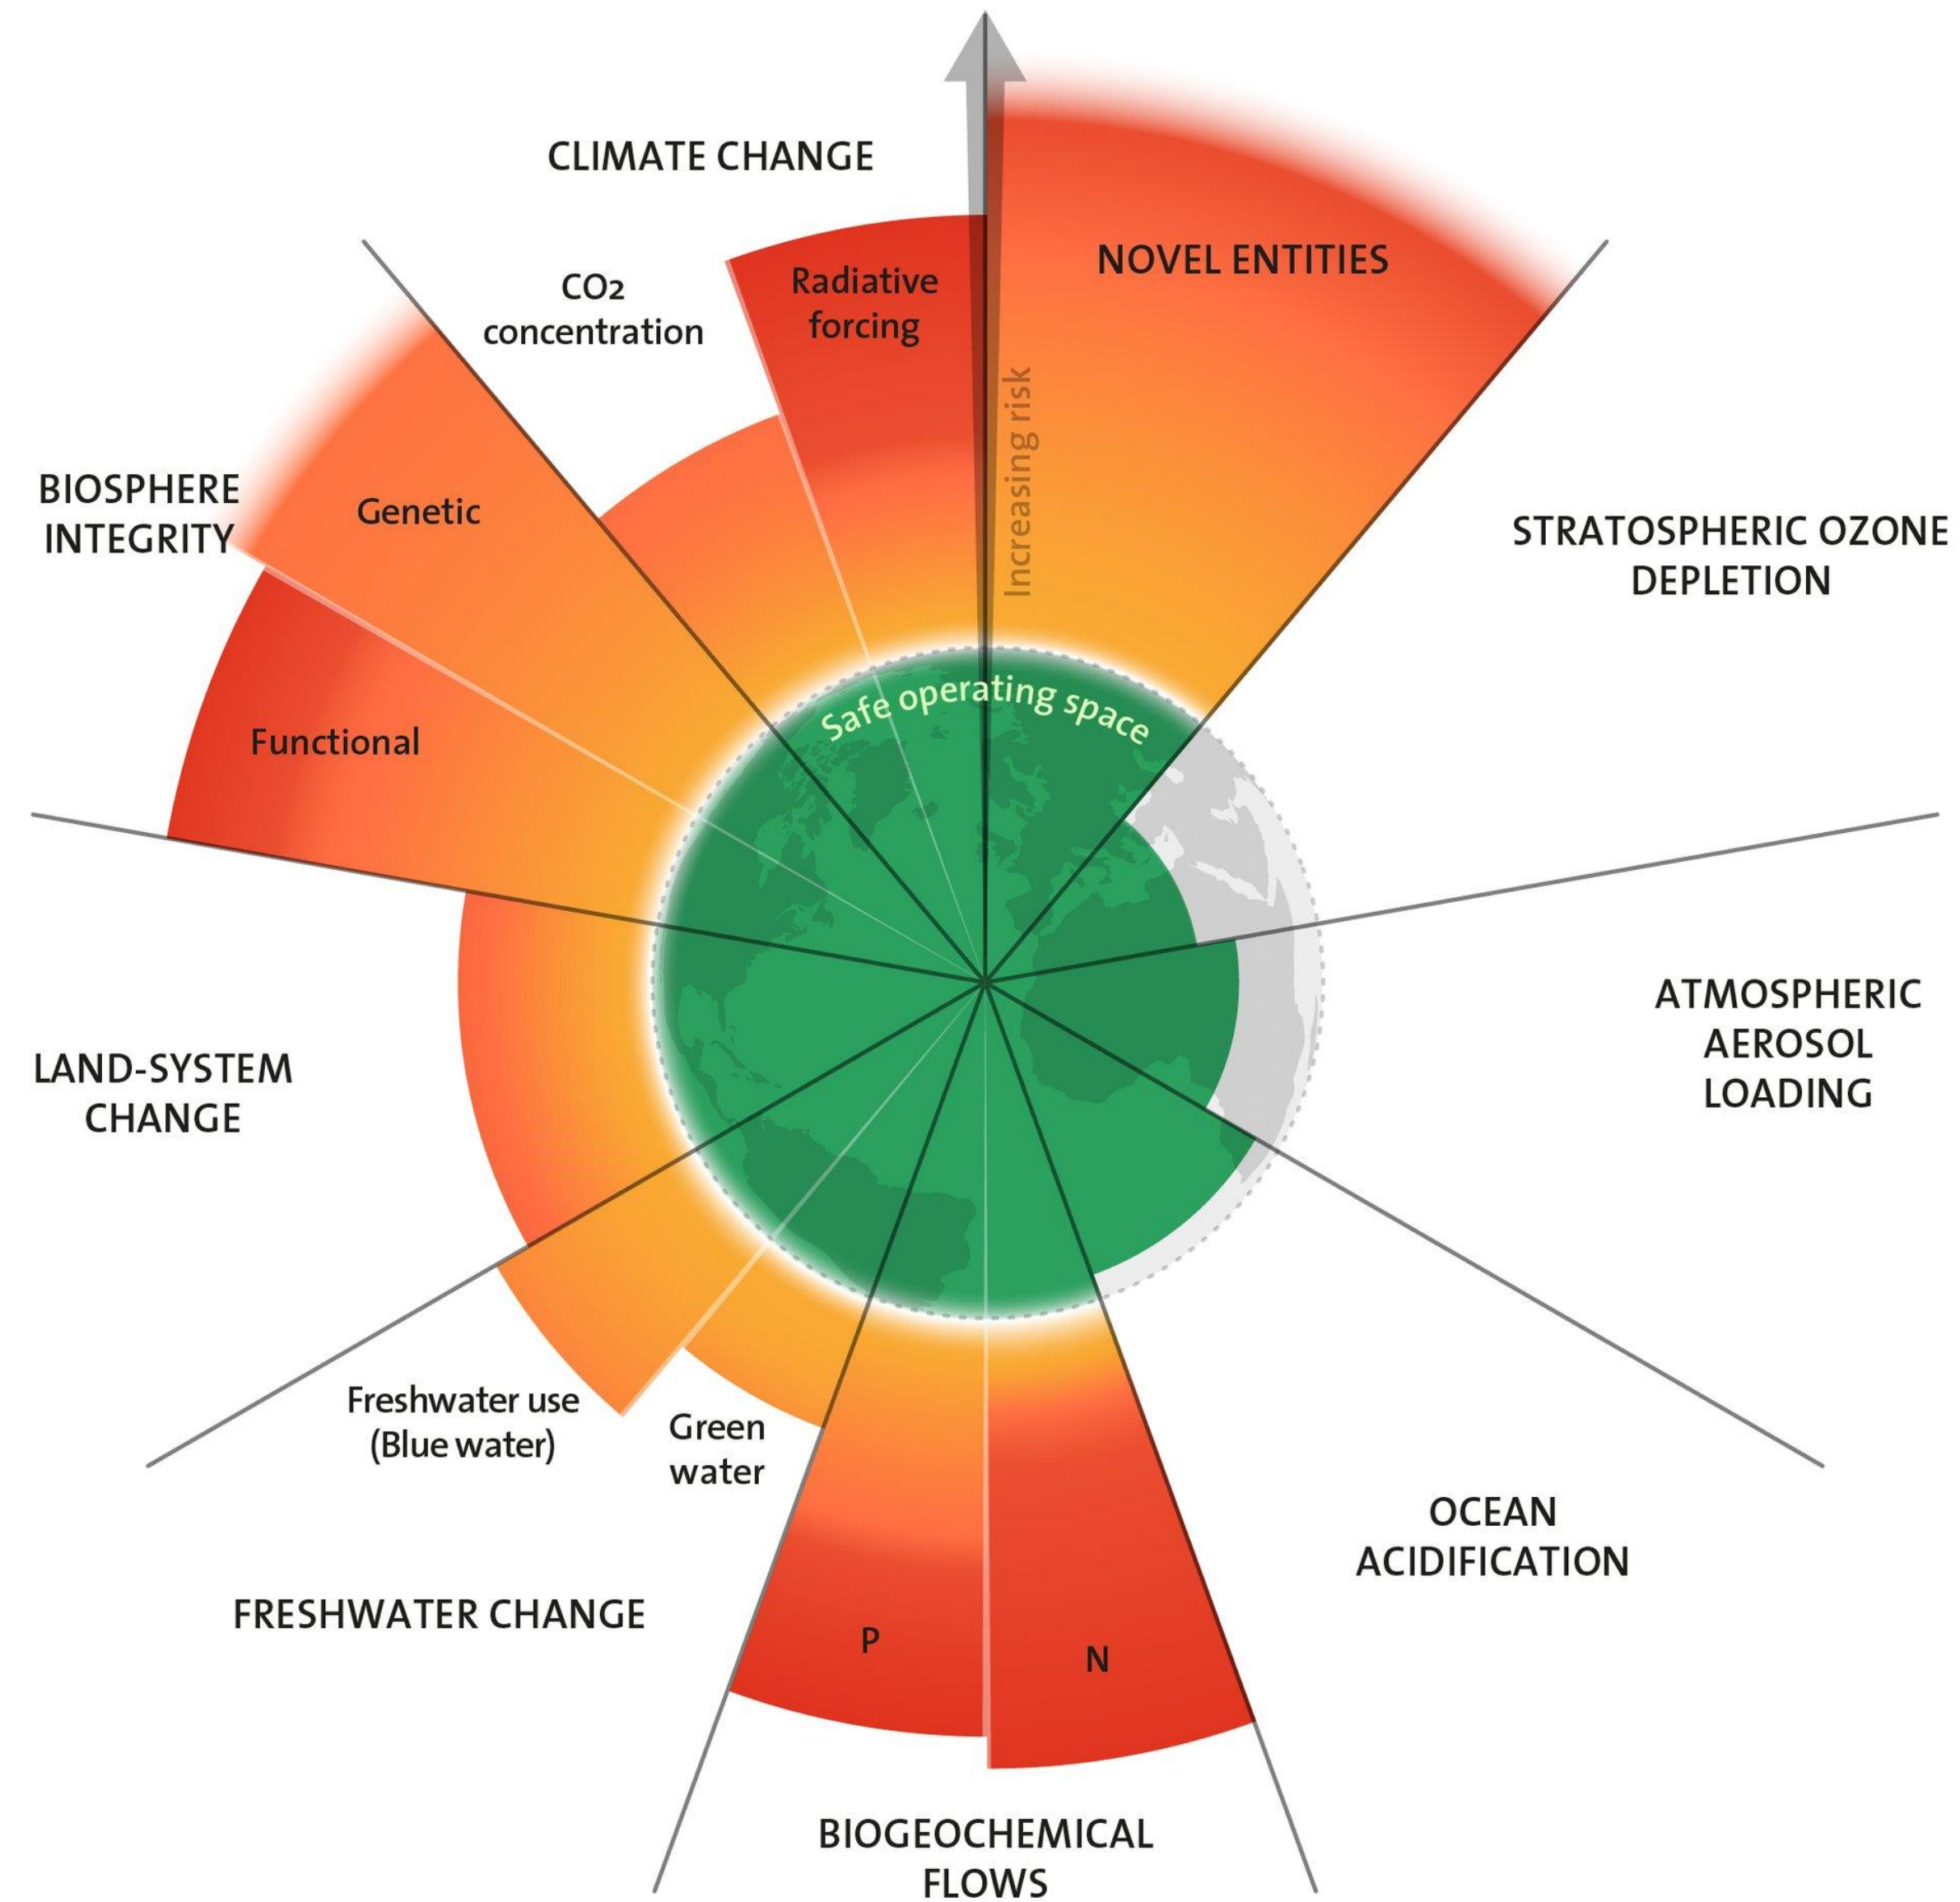 CLIMATE CHANGE
CO2
concentration
Radiative
forcing
NOVEL ENTITIES
Increasing risk
STRATOSPHERIC OZONE
DEPLETION
ATMOSPHERIC
AEROSOL
LOADING
OCEAN
ACIDIFICATION
BIOGEOCHEMICAL
FLOWS
P
N
FRESHWATER CHANGE
Freshwater use
(Blue water)
Green
water
LAND-SYSTEM
CHANGE
BIOSPHERE
INTEGRITY
Genetic
Functional
Safe operating space